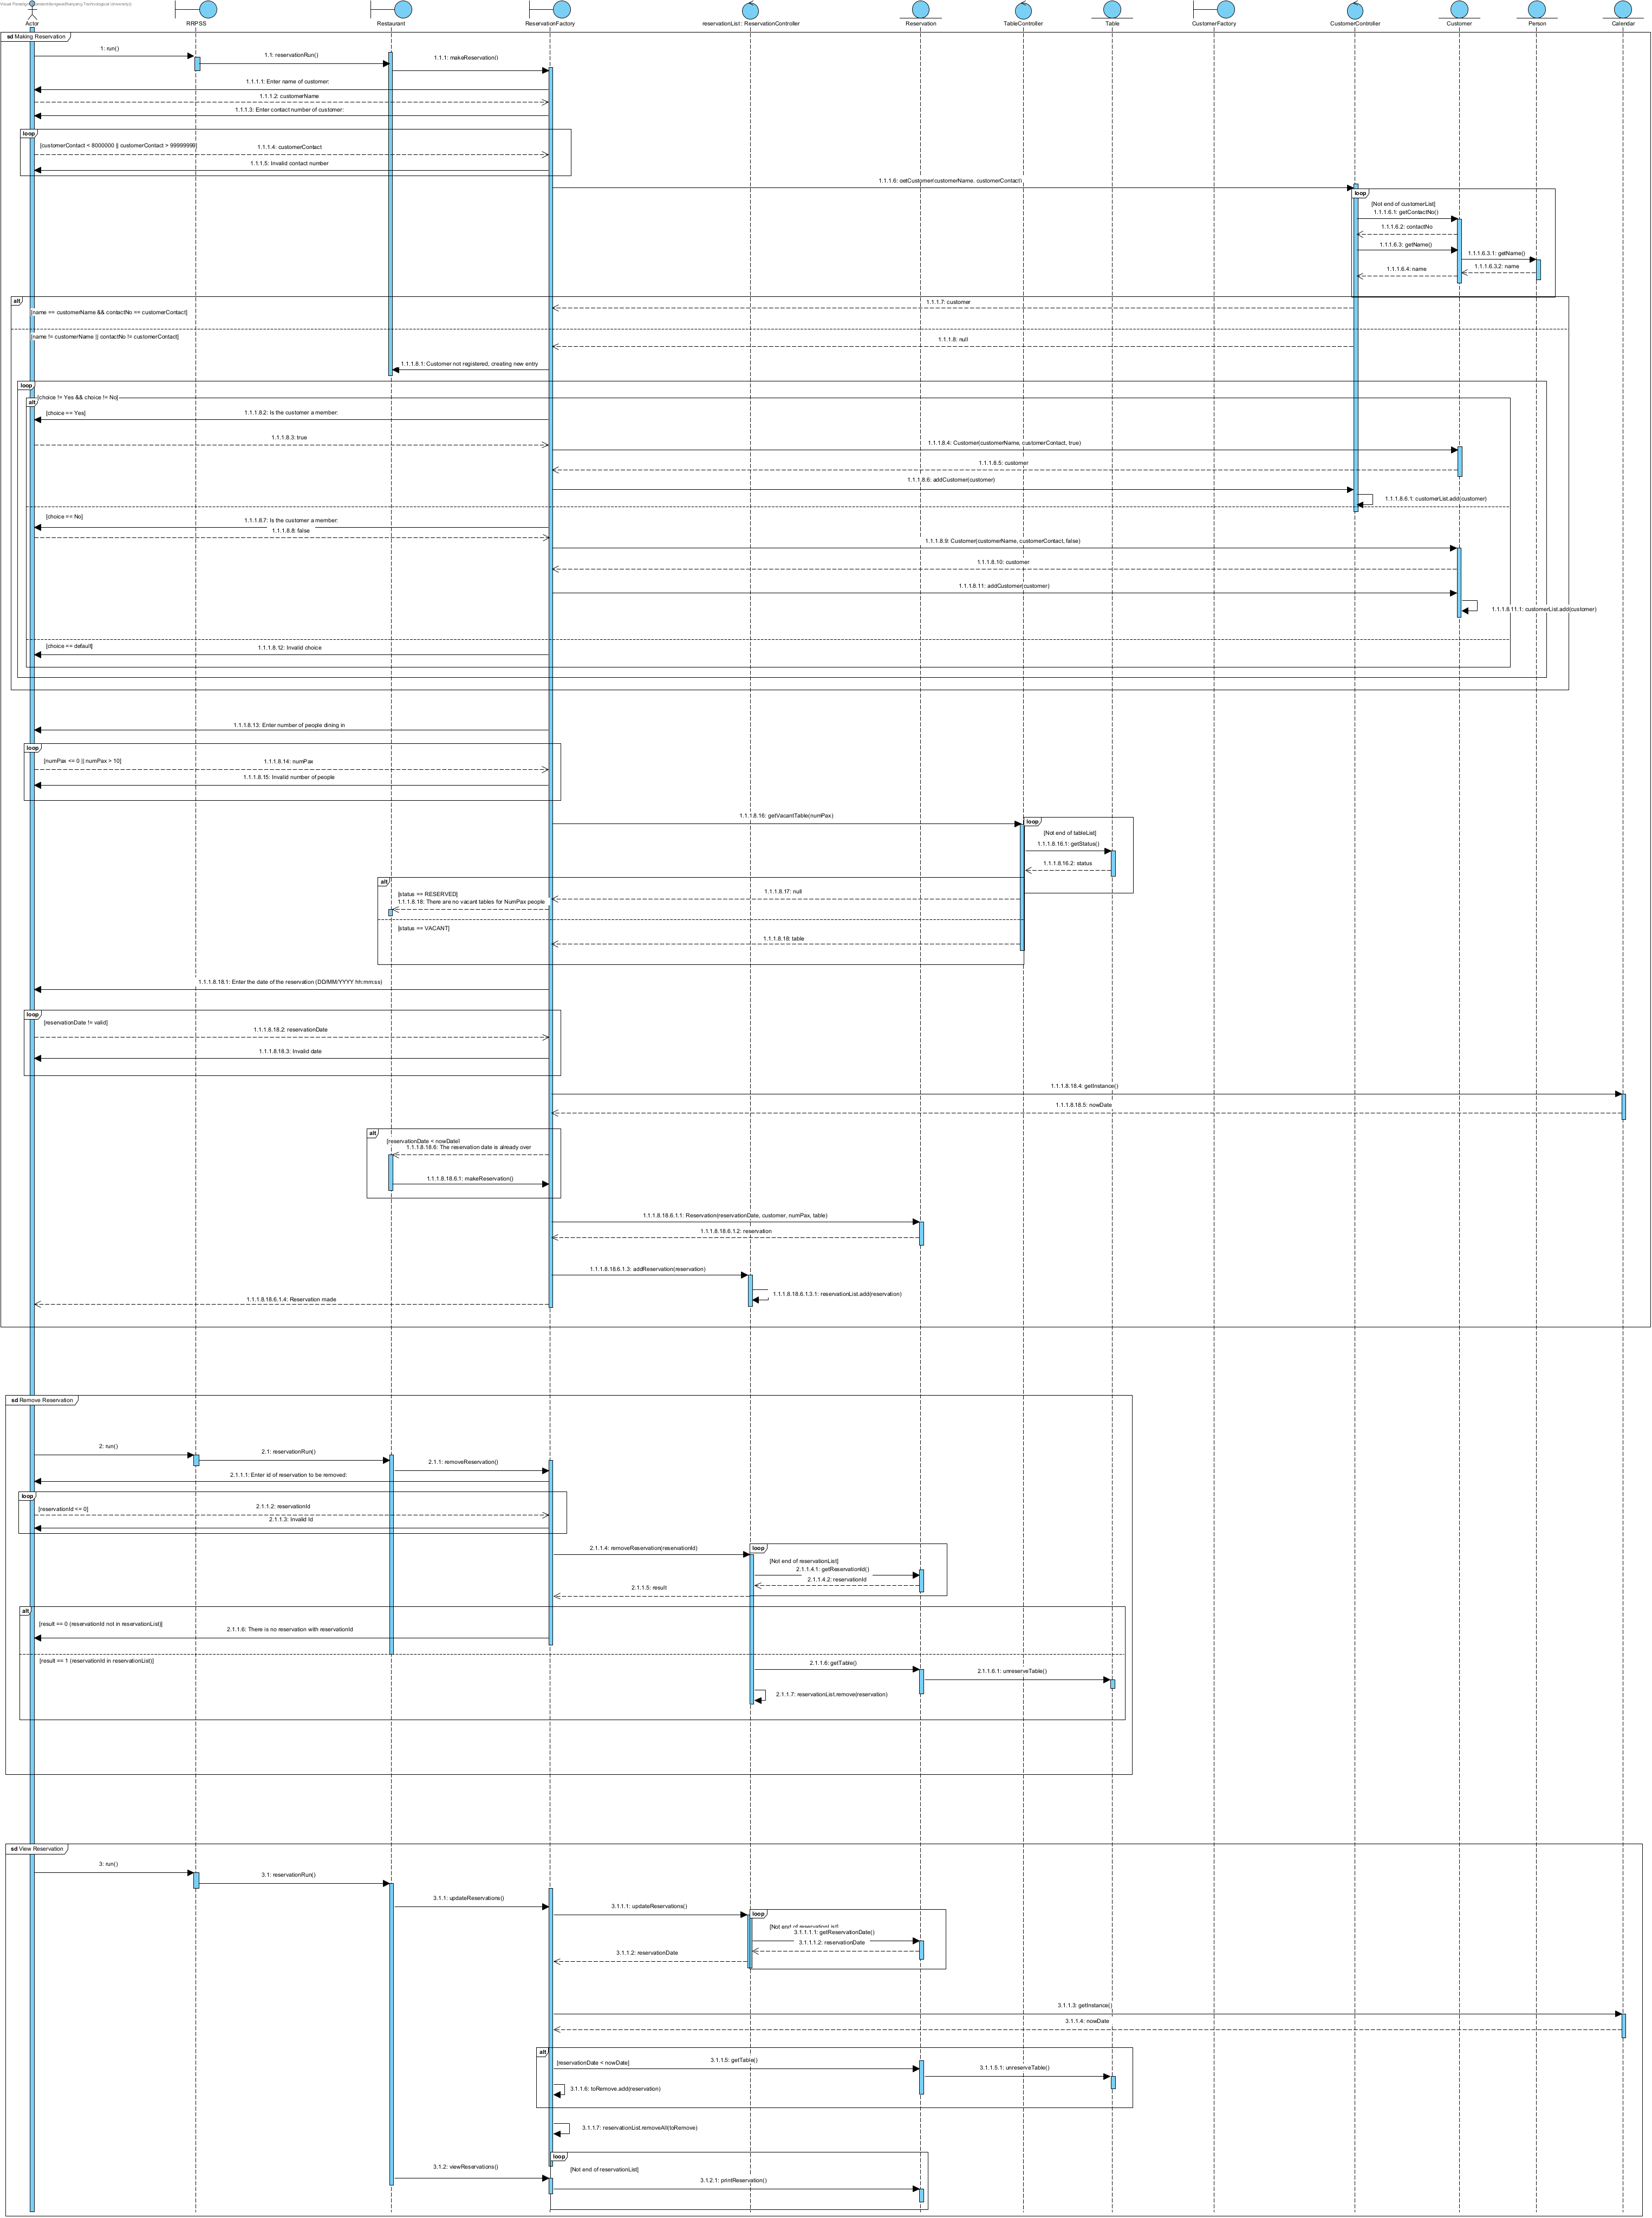 Actor
RRPSS
Restaurant
ReservationFactory
reservationList : ReservationController
Reservation
TableController
Table
CustomerFactory
CustomerController
Customer
Person
Calendar
sd Making Reservation
1: run()
1.1: reservationRun()
1.1.1: makeReservation()
1.1.1.1: Enter name of customer:
1.1.1.2: customerName
1.1.1.3: Enter contact number of customer:
loop
[customerContact < 8000000 || customerContact > 99999999]
1.1.1.4: customerContact
1.1.1.5: Invalid contact number
1.1.1.6: getCustomer(customerName, customerContact)
loop
[Not end of customerList]
1.1.1.6.1: getContactNo()
1.1.1.6.2: contactNo
1.1.1.6.3: getName()
1.1.1.6.3.1: getName()
1.1.1.6.3.2: name
1.1.1.6.4: name
alt
1.1.1.7: customer
[name == customerName && contactNo == customerContact]
[name != customerName || contactNo != customerContact]
1.1.1.8: null
1.1.1.8.1: Customer not registered, creating new entry
loop
[choice != Yes && choice != No]
alt
[choice == Yes]
1.1.1.8.2: Is the customer a member:
1.1.1.8.3: true
1.1.1.8.4: Customer(customerName, customerContact, true)
1.1.1.8.5: customer
1.1.1.8.6: addCustomer(customer)
1.1.1.8.6.1: customerList.add(customer)
[choice == No]
1.1.1.8.7: Is the customer a member:
1.1.1.8.8: false
1.1.1.8.9: Customer(customerName, customerContact, false)
1.1.1.8.10: customer
1.1.1.8.11: addCustomer(customer)
1.1.1.8.11.1: customerList.add(customer)
[choice == default]
1.1.1.8.12: Invalid choice
1.1.1.8.13: Enter number of people dining in
loop
[numPax <= 0 || numPax > 10]
1.1.1.8.14: numPax
1.1.1.8.15: Invalid number of people
1.1.1.8.16: getVacantTable(numPax)
loop
[Not end of tableList]
1.1.1.8.16.1: getStatus()
1.1.1.8.16.2: status
alt
[status == RESERVED]
1.1.1.8.17: null
1.1.1.8.18: There are no vacant tables for NumPax people
[status == VACANT]
1.1.1.8.18: table
1.1.1.8.18.1: Enter the date of the reservation (DD/MM/YYYY hh:mm:ss)
loop
[reservationDate != valid]
1.1.1.8.18.2: reservationDate
1.1.1.8.18.3: Invalid date
1.1.1.8.18.4: getInstance()
1.1.1.8.18.5: nowDate
alt
[reservationDate < nowDate]
1.1.1.8.18.6: The reservation date is already over
1.1.1.8.18.6.1: makeReservation()
1.1.1.8.18.6.1.1: Reservation(reservationDate, customer, numPax, table)
1.1.1.8.18.6.1.2: reservation
1.1.1.8.18.6.1.3: addReservation(reservation)
1.1.1.8.18.6.1.3.1: reservationList.add(reservation)
1.1.1.8.18.6.1.4: Reservation made
sd Remove Reservation
2: run()
2.1: reservationRun()
2.1.1: removeReservation()
2.1.1.1: Enter id of reservation to be removed:
loop
[reservationId <= 0]
2.1.1.2: reservationId
2.1.1.3: Invalid Id
2.1.1.4: removeReservation(reservationId)
loop
[Not end of reservationList]
2.1.1.4.1: getReservationId()
2.1.1.4.2: reservationId
2.1.1.5: result
alt
[result == 0 (reservationId not in reservationList)]
2.1.1.6: There is no reservation with reservationId
[result == 1 (reservationId in reservationList)]
2.1.1.6: getTable()
2.1.1.6.1: unreserveTable()
2.1.1.7: reservationList.remove(reservation)
sd View Reservation
3: run()
3.1: reservationRun()
3.1.1: updateReservations()
3.1.1.1: updateReservations()
loop
[Not end of reservationList]
3.1.1.1.1: getReservationDate()
3.1.1.1.2: reservationDate
3.1.1.2: reservationDate
3.1.1.3: getInstance()
3.1.1.4: nowDate
alt
[reservationDate < nowDate]
3.1.1.5: getTable()
3.1.1.5.1: unreserveTable()
3.1.1.6: toRemove.add(reservation)
3.1.1.7: reservationList.removeAll(toRemove)
loop
3.1.2: viewReservations()
[Not end of reservationList]
3.1.2.1: printReservation()